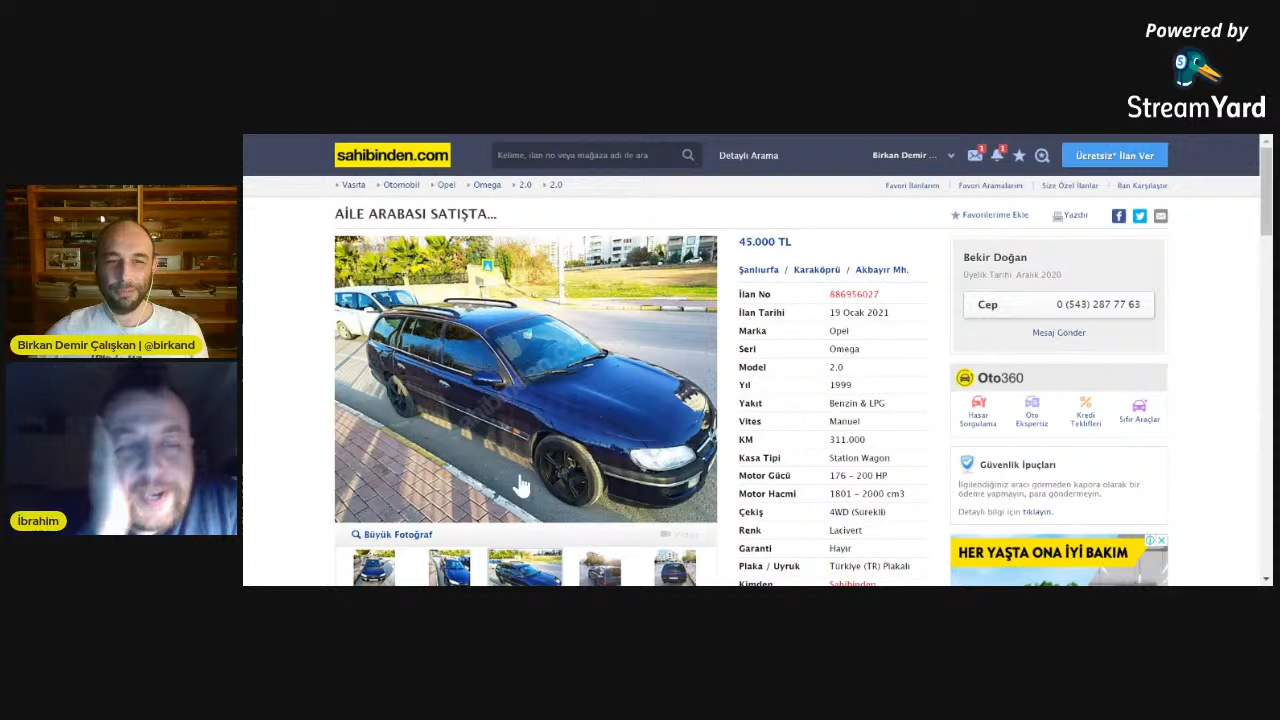 Powered by
StreamYard
sahibinden.com
Kelime, ilan no veya mağaza adı ile ara
Detaylı Arama
Birkan Demir ...
1
1
Ücretsiz* İlan Ver
Vasıta
Otomobil
Opel
Omega
2.0
2.0
Favori İlanlarım
Favori Aramalarım
Size Özel İlanlar
İlan Karşılaştır
AİLE ARABASI SATIŞTA...
Favorilerime Ekle
Yazdır
45.000 TL
Şanlıurfa / Karaköprü / Akbayır Mh.
İlan No 886956027
İlan Tarihi 19 Ocak 2021
Marka Opel
Seri Omega
Model 2.0
Yıl 1999
Yakıt Benzin & LPG
Vites Manuel
KM 311.000
Kasa Tipi Station Wagon
Motor Gücü 176 - 200 HP
Motor Hacmi 1801 - 2000 cm3
Çekiş 4WD (Sürekli)
Renk Lacivert
Garanti Hayır
Plaka / Uyruk Türkiye (TR) Plakalı
Kimden Sahibinden
Bekir Doğan
Üyelik Tarihi Aralık 2020
Cep 0 (543) 287 77 63
Mesaj Gönder
Oto360
Hasar Sorgulama
Oto Ekspertiz
Kredi Teklifleri
Sıfır Araçlar
Güvenlik İpuçları
İlgilendiğiniz aracı görmeden kapora olarak bir
ödeme yapmayın, para göndermeyin.
Detaylı bilgi için tıklayın.
HER YAŞTA ONA İYİ BAKIM
Büyük Fotoğraf
Video
Birkan Demir Çalışkan | @birkand
İbrahim